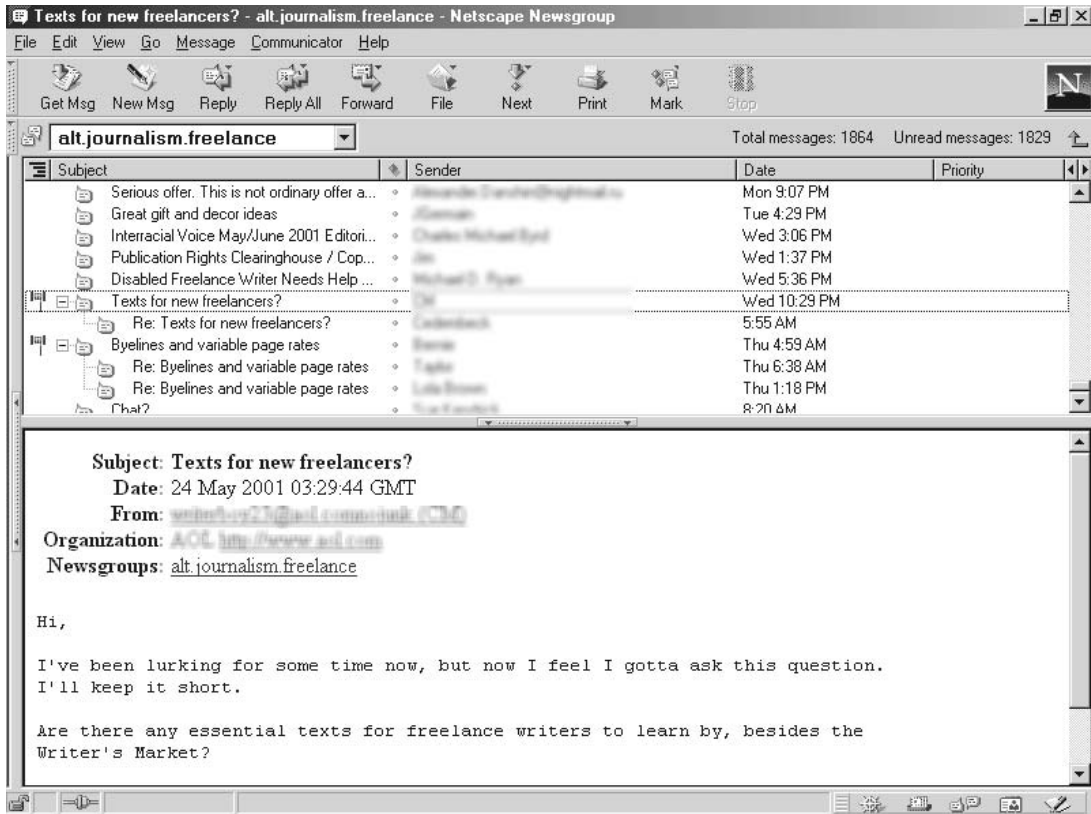 Texts for new freelancers? - alt.journalism.freelance - Netscape Newsgroup
File Edit View Go Message Communicator Help
Get Msg New Msg Reply Reply All Forward File Next Print Mark Stop
N
alt.journalism.freelance Total messages: 1864 Unread messages: 1829
Subject Sender Date Priority
Serious offer. This is not ordinary offer a... Mon 9:07 PM
Great gift and decor ideas Tue 4:29 PM
Interracial Voice May/June 2001 Editori... Wed 3:06 PM
Publication Rights Clearinghouse / Cop... Wed 1:37 PM
Disabled Freelance Writer Needs Help ... Wed 5:36 PM
Texts for new freelancers? Wed 10:29 PM
Re: Texts for new freelancers? 5:55 AM
Byelines and variable page rates Thu 4:59 AM
Re: Byelines and variable page rates Thu 6:38 AM
Re: Byelines and variable page rates Thu 1:18 PM
Chat? 8:20 AM
Subject: Texts for new freelancers?
Date: 24 May 2001 03:29:44 GMT
From:
Organization:
Newsgroups: alt.journalism.freelance
Hi,
I've been lurking for some time now, but now I feel I gotta ask this question.
I'll keep it short.
Are there any essential texts for freelance writers to learn by, besides the
Writer's Market?